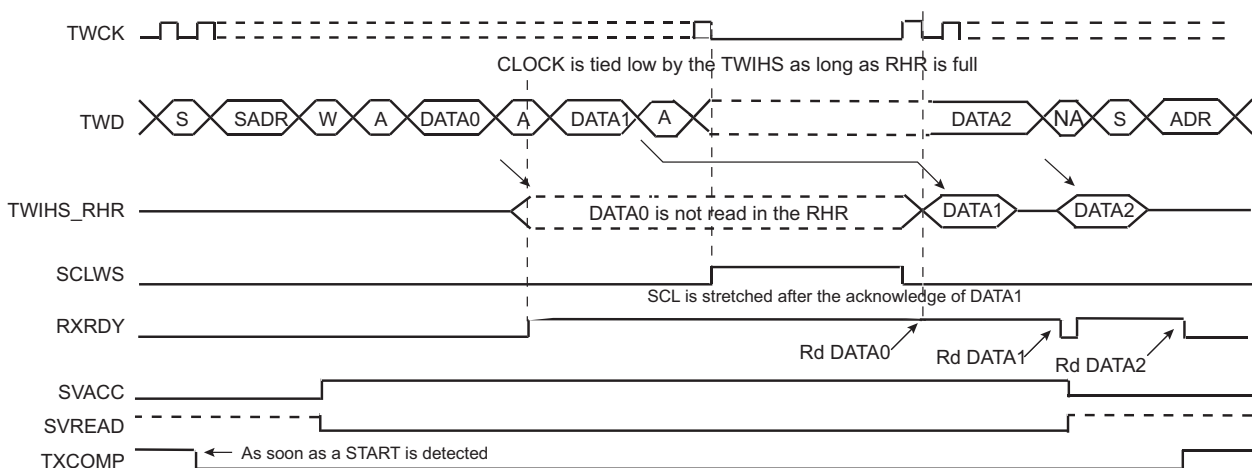 TWCK
CLOCK is tied low by the TWIHS as long as RHR is full
TWD S SADR W A DATA0 A DATA1 A DATA2 NA S ADR
TWIHS_RHR DATA0 is not read in the RHR DATA1 DATA2
SCLWS
SCL is stretched after the acknowledge of DATA1
RXRDY
Rd DATA0 Rd DATA1 Rd DATA2
SVACC
SVREAD
TXCOMP As soon as a START is detected